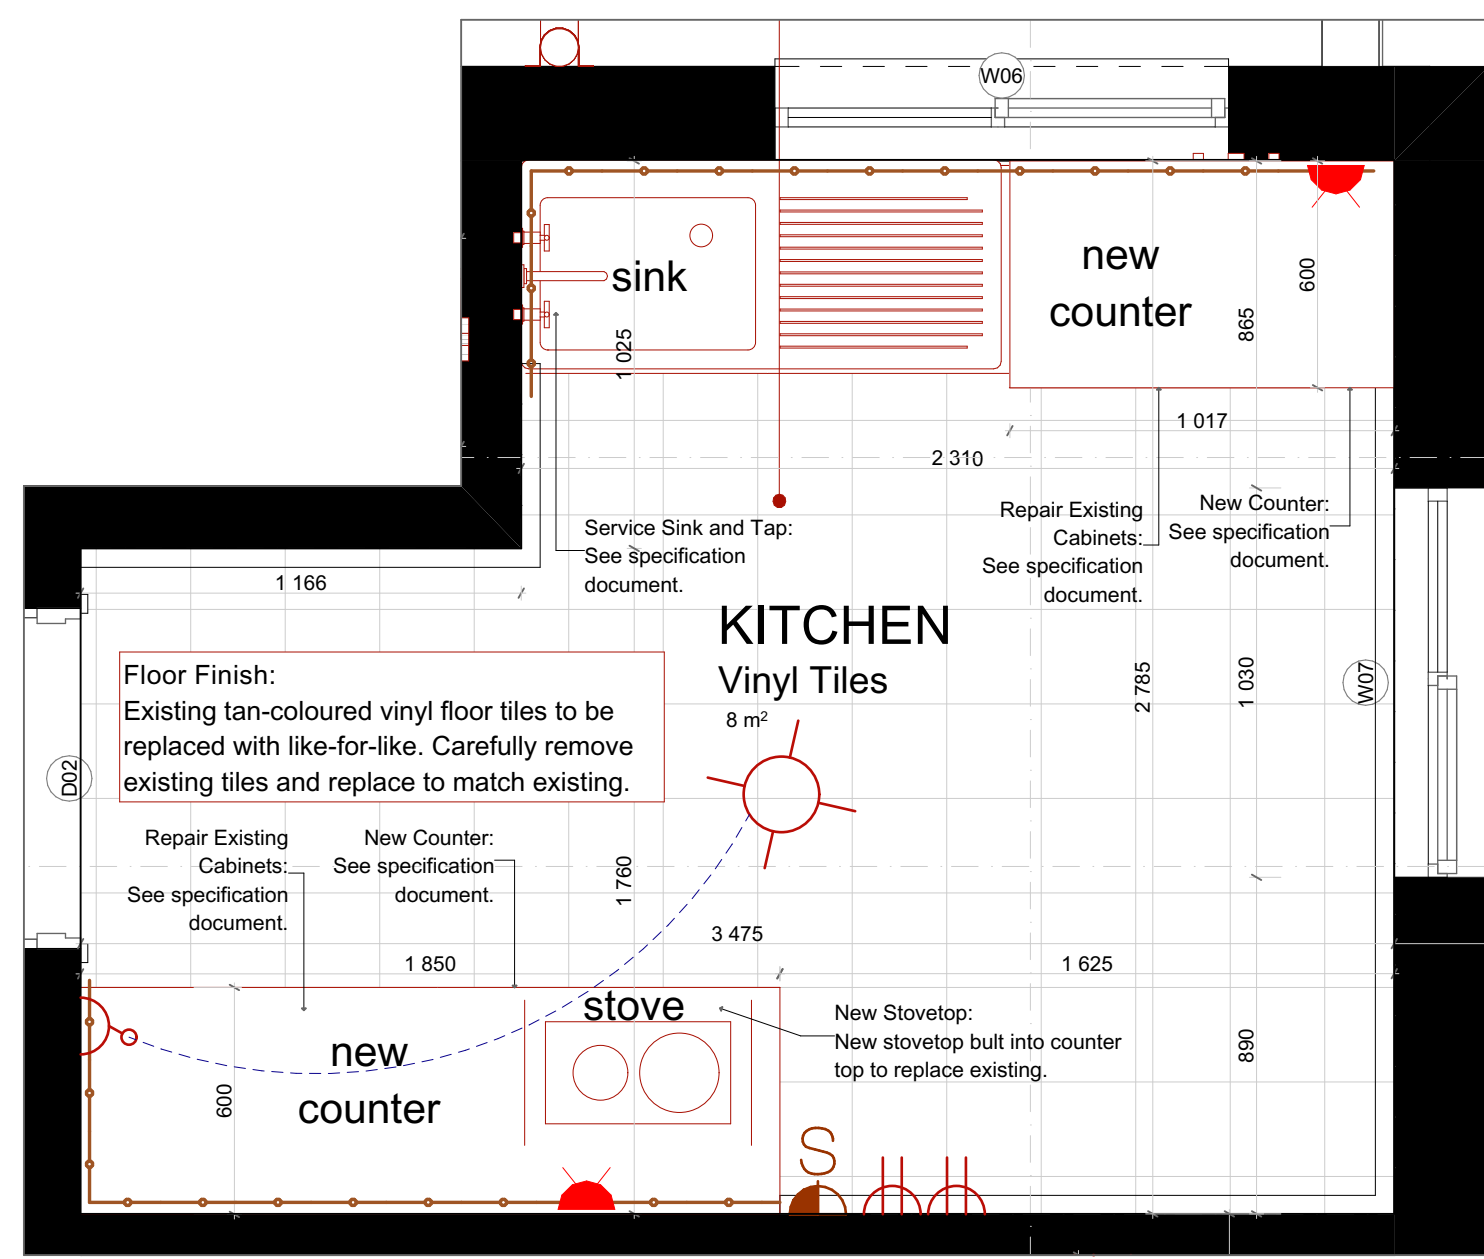 W06
sink
new
counter
600
865
1 025
1 017
2 310
Service Sink and Tap:
See specification
document.
Repair Existing
Cabinets:
See specification
document.
New Counter:
See specification
document.
1 166
KITCHEN
Vinyl Tiles
8 m²
2 785
1 030
W07
Floor Finish:
Existing tan-coloured vinyl floor tiles to be
replaced with like-for-like. Carefully remove
existing tiles and replace to match existing.
D02
Repair Existing
Cabinets:
See specification
document.
New Counter:
See specification
document.
1 760
3 475
1 850
1 625
stove
New Stovetop:
New stovetop bult into counter
top to replace existing.
new
counter
600
890
S